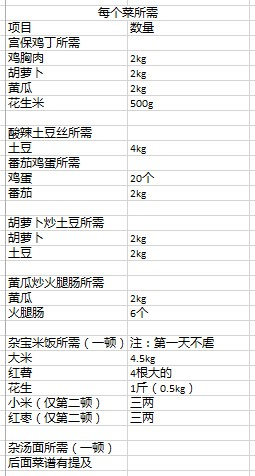 每个菜所需
项目 数量
宫保鸡丁所需
鸡胸肉 2kg
胡萝卜 2kg
黄瓜 2kg
花生米 500g
酸辣土豆丝所需
土豆 4kg
番茄鸡蛋所需
鸡蛋 20个
番茄 2kg
胡萝卜炒土豆所需
胡萝卜 2kg
土豆 2kg
黄瓜炒火腿肠所需
黄瓜 2kg
火腿肠 6个
杂宝米饭所需（一顿） 注：第一天不虐
大米 4.5kg
红薯 4根大的
花生 1斤（0.5kg）
小米（仅第二顿） 三两
红枣（仅第二顿） 三两
杂汤面所需（一顿）
后面菜谱有提及